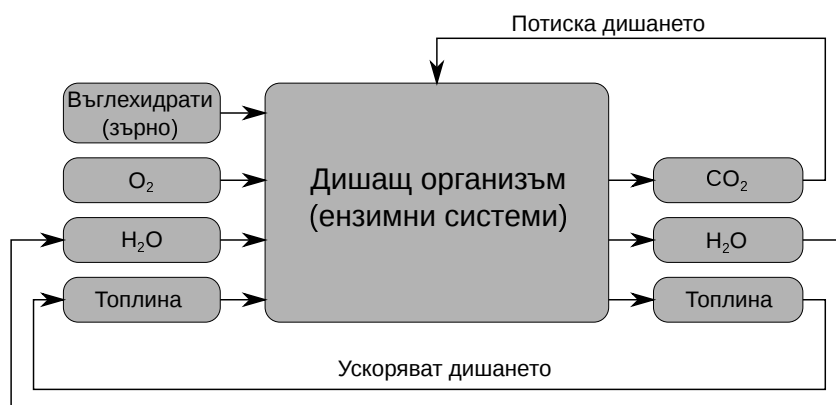 Потиска дишането
Въглехидрати
(зърно)
O₂
H₂O
Топлина
Дишащ организъм
(ензимни системи)
CO₂
H₂O
Топлина
Ускоряват дишането